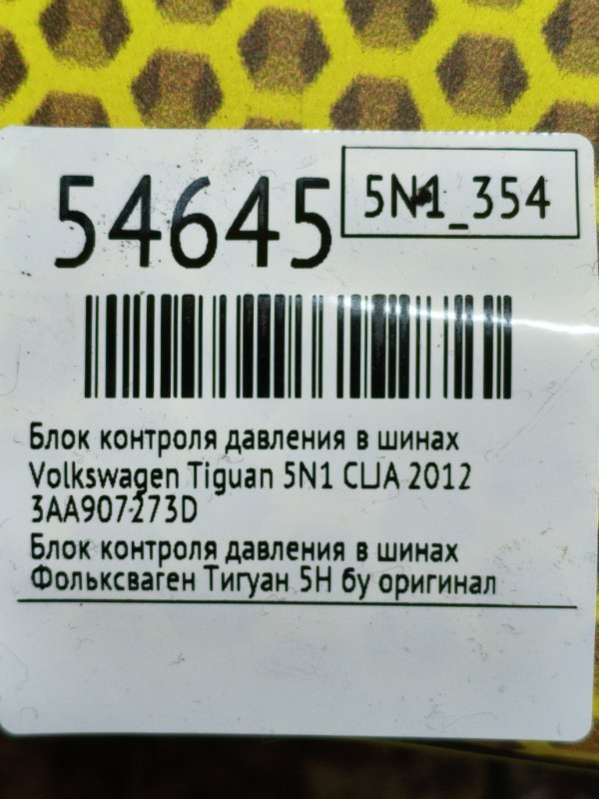 54645
5N1_354
Блок контроля давления в шинах
Volkswagen Tiguan 5N1 CLJA 2012
3AA907273D
Блок контроля давления в шинах
Фольксваген Тигуан 5Н бу оригинал